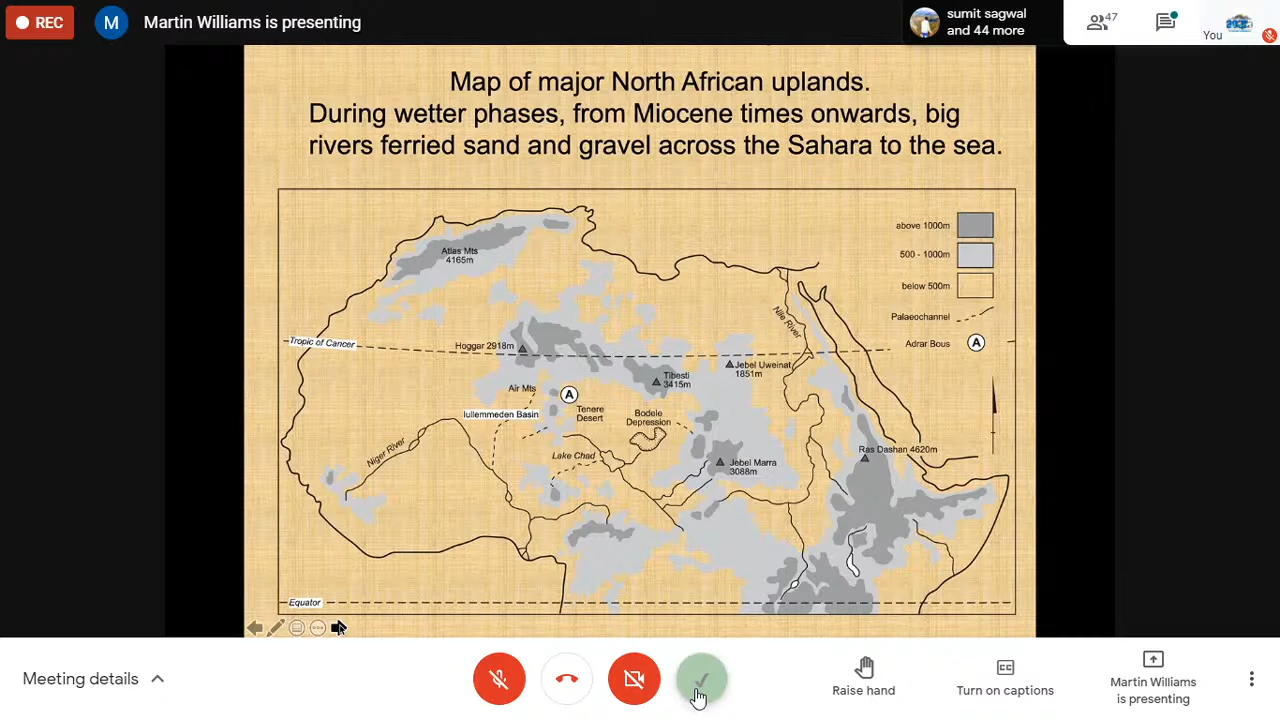 REC
M
Martin Williams is presenting
sumit sagwal
and 44 more
47
You
Map of major North African uplands.
During wetter phases, from Miocene times onwards, big
rivers ferried sand and gravel across the Sahara to the sea.
above 1000m
500 - 1000m
below 500m
Palaeochannel
Adrar Bous
A
Atlas Mts
4165m
Nile River
Tropic of Cancer
Hoggar 2918m
Jebel Uweinat
1851m
Tibesti
3415m
Air Mts
A
Iullemmeden Basin
Tenere
Desert
Bodele
Depression
Niger River
Lake Chad
Jebel Marra
3088m
Ras Dashan 4620m
Equator
Meeting details
Raise hand
CC
Turn on captions
Martin Williams
is presenting